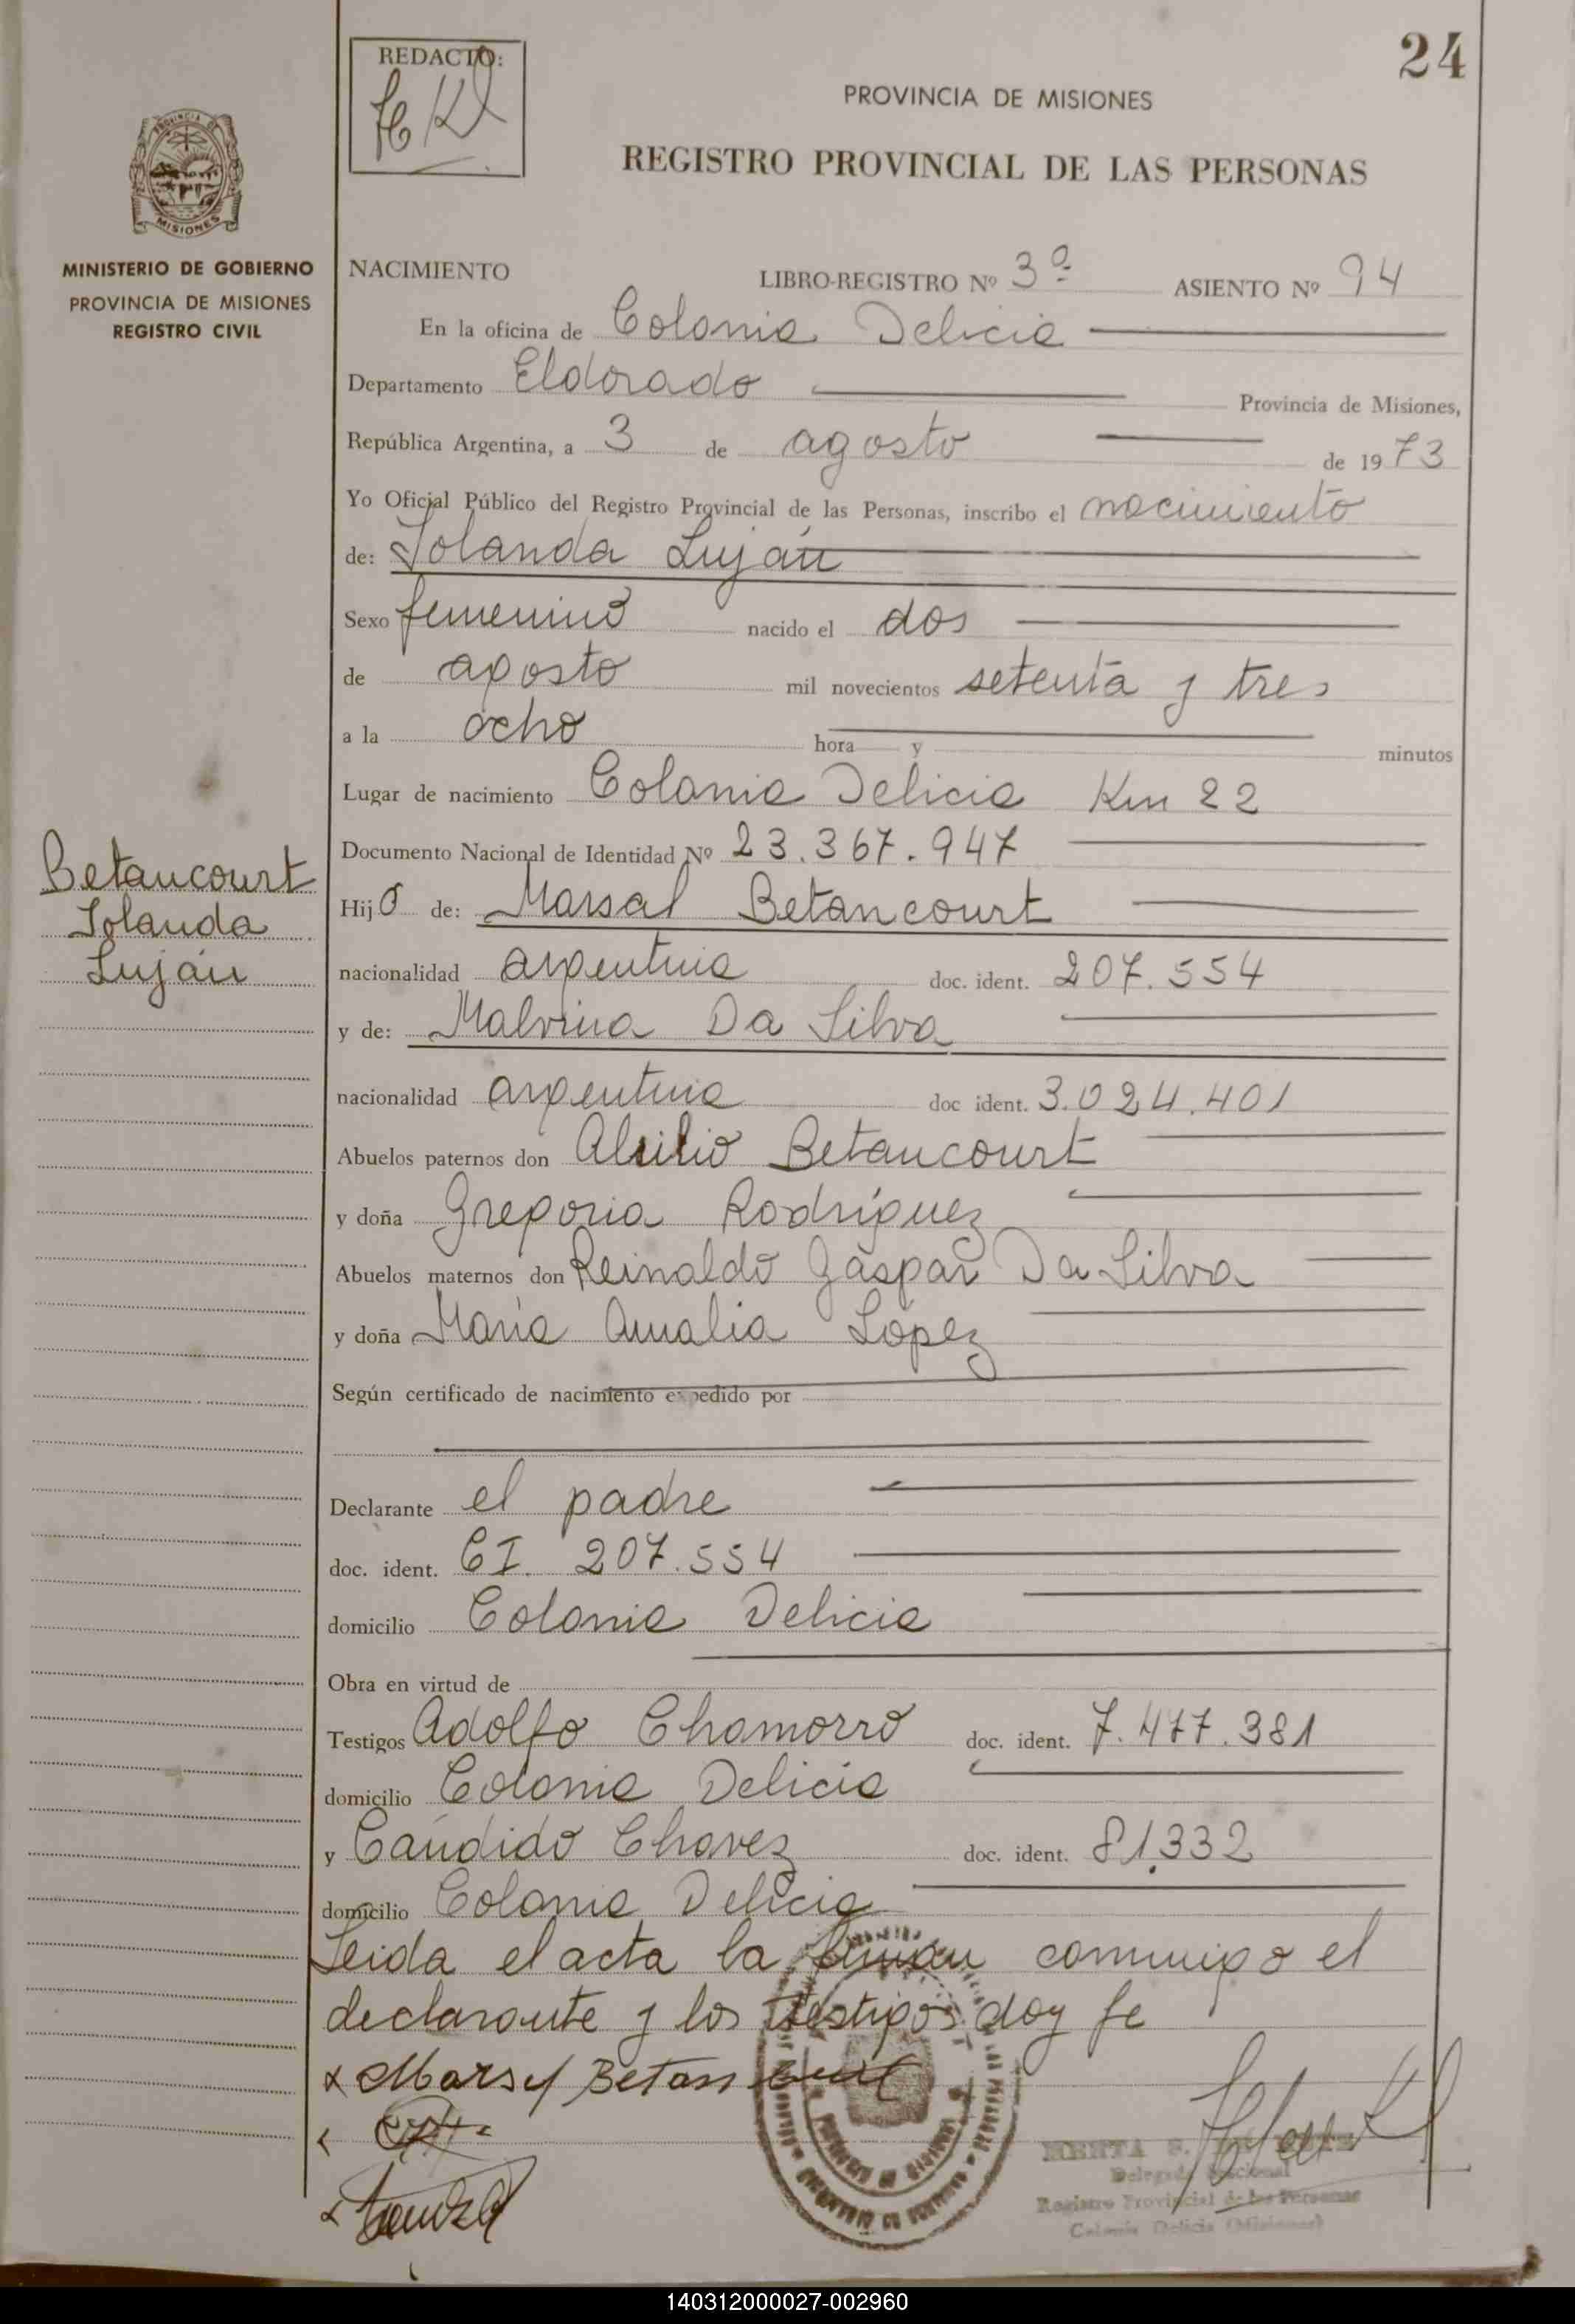 24
REDACTO:
PROVINCIA DE MISIONES
REGISTRO PROVINCIAL DE LAS PERSONAS
PROVINCIA DE
MISIONES
MINISTERIO DE GOBIERNO
PROVINCIA DE MISIONES
REGISTRO CIVIL
NACIMIENTO LIBRO-REGISTRO Nº 3º ASIENTO Nº 94
En la oficina de Colonia Delicia
Departamento Eldorado Provincia de Misiones,
República Argentina, a 3 de agosto de 1973
Yo Oficial Público del Registro Provincial de las Personas, inscribo el nacimiento
de: Iolanda Luján
Sexo femenino nacido el dos
de agosto mil novecientos setenta y tres
a la ocho hora y minutos
Lugar de nacimiento Colonia Delicia Km 22
Documento Nacional de Identidad Nº 23.367.947
Betancourt
Iolanda
Luján
Hijo de: Marsal Betancourt
nacionalidad argentina doc. ident. 207.554
y de: Malvina Da Silva
nacionalidad argentina doc ident. 3.024.401
Abuelos paternos don Betancourt
y doña Gregoria Rodríguez
Abuelos maternos don Reinaldo Gaspar Da Silva
y doña María Amalia López
Según certificado de nacimiento expedido por
Declarante el padre
doc. ident. CI. 207.554
domicilio Colonia Delicia
Obra en virtud de
Testigos Adolfo Chamorro doc. ident. 7.477.381
domicilio Colonia Delicia
y Cándido Chavez doc. ident. 81.332
domicilio Colonia Delicia
Leida el acta la firman conmigo el
declarante y los testigos doy fe
x Marsal Betancourt
Delegada Seccional
Registro Provincial de las Personas
Colonia Delicia (Misiones)
140312000027-002960